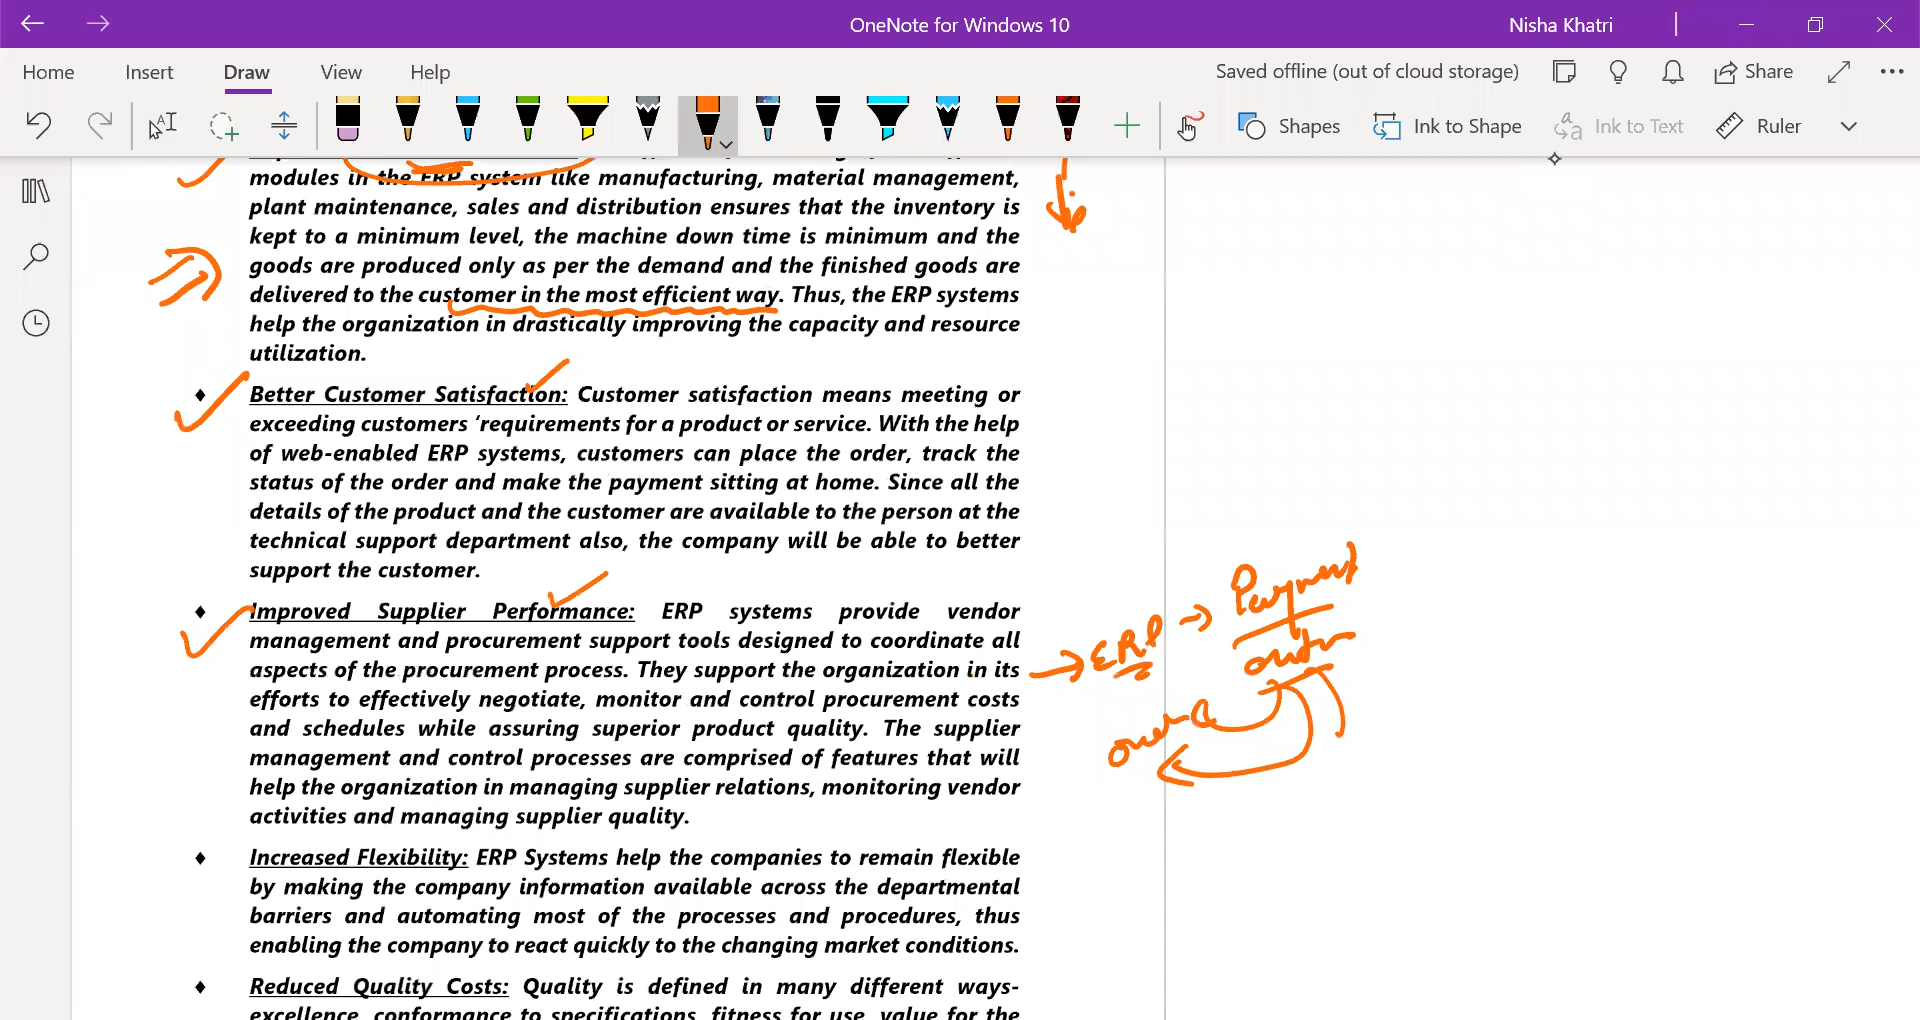 OneNote for Windows 10
Nisha Khatri
Home Insert Draw View Help
Saved offline (out of cloud storage) Share
Shapes Ink to Shape Ink to Text Ruler
modules in the ERP system like manufacturing, material management,
plant maintenance, sales and distribution ensures that the inventory is
kept to a minimum level, the machine down time is minimum and the
goods are produced only as per the demand and the finished goods are
delivered to the customer in the most efficient way. Thus, the ERP systems
help the organization in drastically improving the capacity and resource
utilization.
♦ Better Customer Satisfaction: Customer satisfaction means meeting or
exceeding customers ‘requirements for a product or service. With the help
of web-enabled ERP systems, customers can place the order, track the
status of the order and make the payment sitting at home. Since all the
details of the product and the customer are available to the person at the
technical support department also, the company will be able to better
support the customer.
♦ Improved Supplier Performance: ERP systems provide vendor
management and procurement support tools designed to coordinate all
aspects of the procurement process. They support the organization in its
efforts to effectively negotiate, monitor and control procurement costs
and schedules while assuring superior product quality. The supplier
management and control processes are comprised of features that will
help the organization in managing supplier relations, monitoring vendor
activities and managing supplier quality.
♦ Increased Flexibility: ERP Systems help the companies to remain flexible
by making the company information available across the departmental
barriers and automating most of the processes and procedures, thus
enabling the company to react quickly to the changing market conditions.
♦ Reduced Quality Costs: Quality is defined in many different ways-
excellence, conformance to specifications, fitness for use, value for the
Payment
ERP